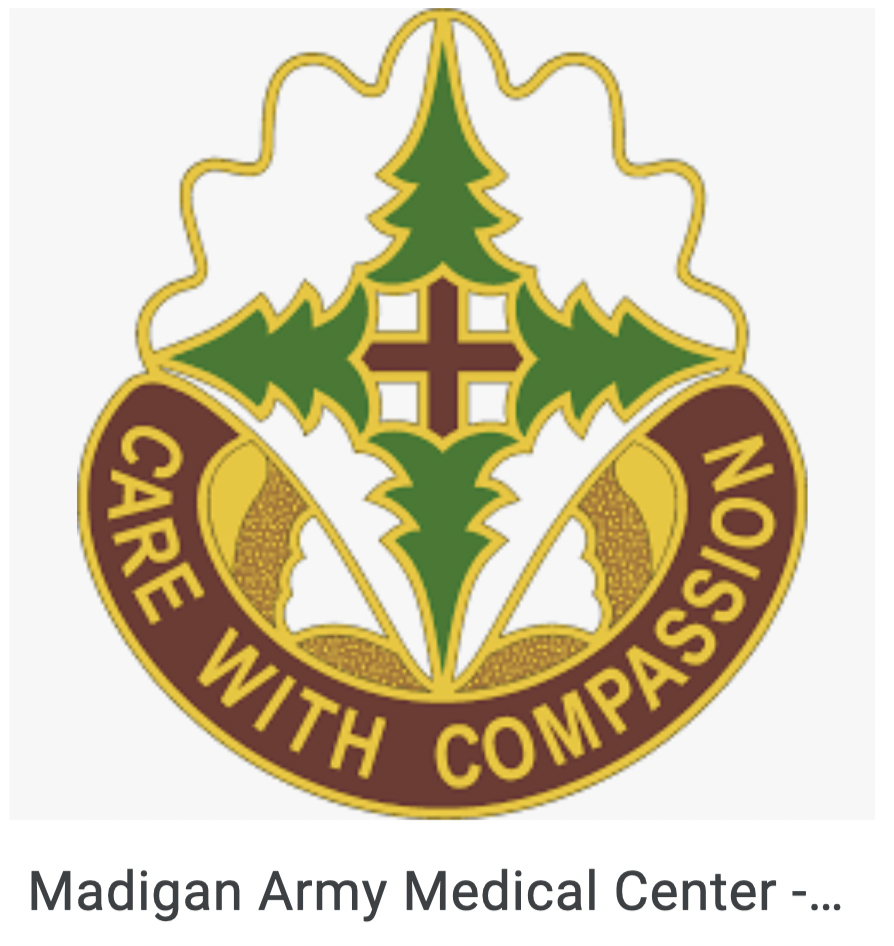 CARE WITH COMPASSION
Madigan Army Medical Center -...